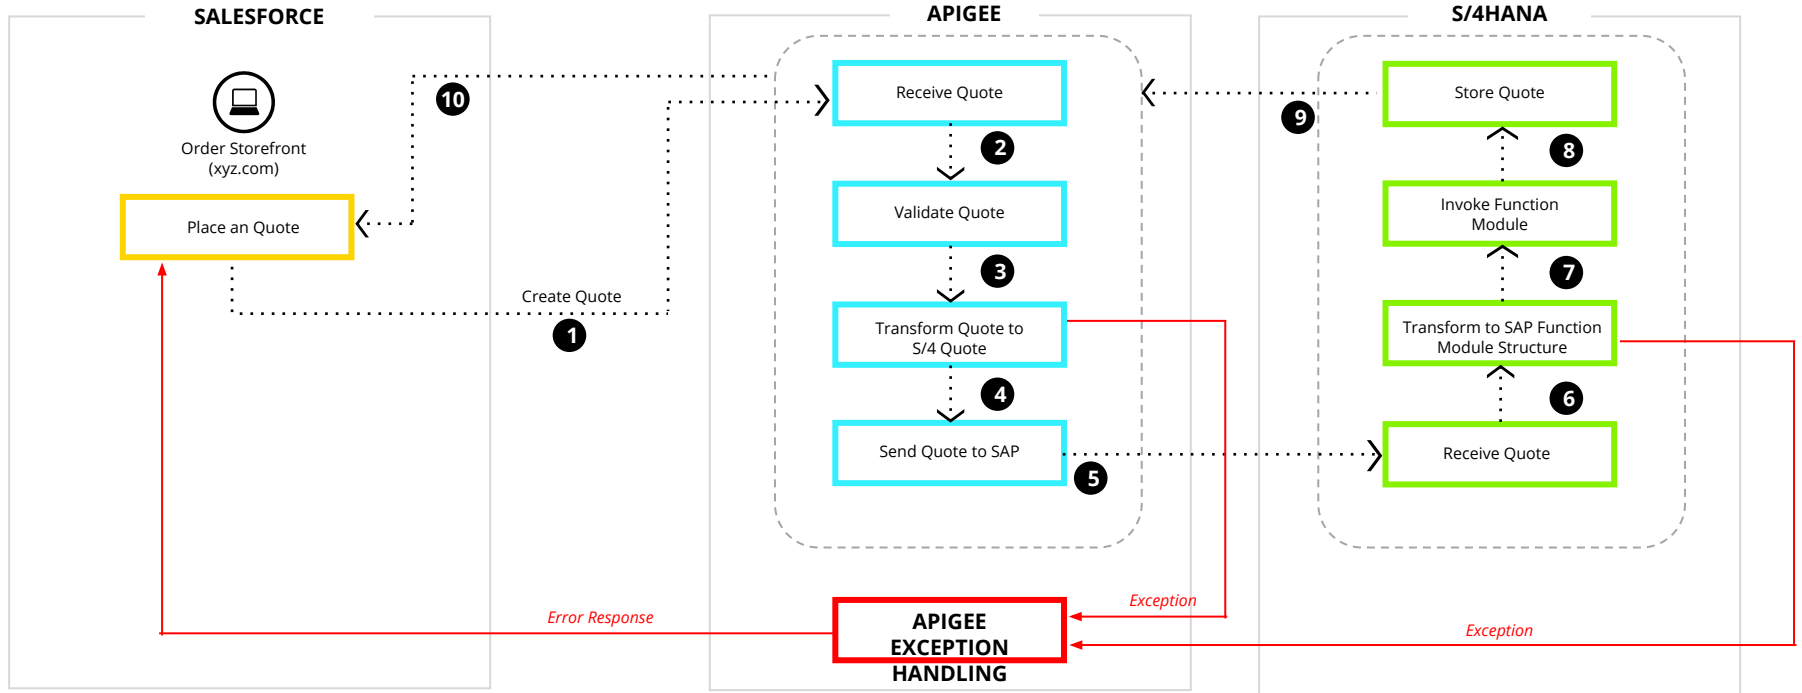 SALESFORCE
APIGEE
S/4HANA
Order Storefront
(xyz.com)
Place an Quote
10
Create Quote
1
Receive Quote
2
Validate Quote
3
Transform Quote to
S/4 Quote
4
Send Quote to SAP
5
Store Quote
9
8
Invoke Function
Module
7
Transform to SAP Function
Module Structure
6
Receive Quote
Exception
Error Response
APIGEE
EXCEPTION
HANDLING
Exception